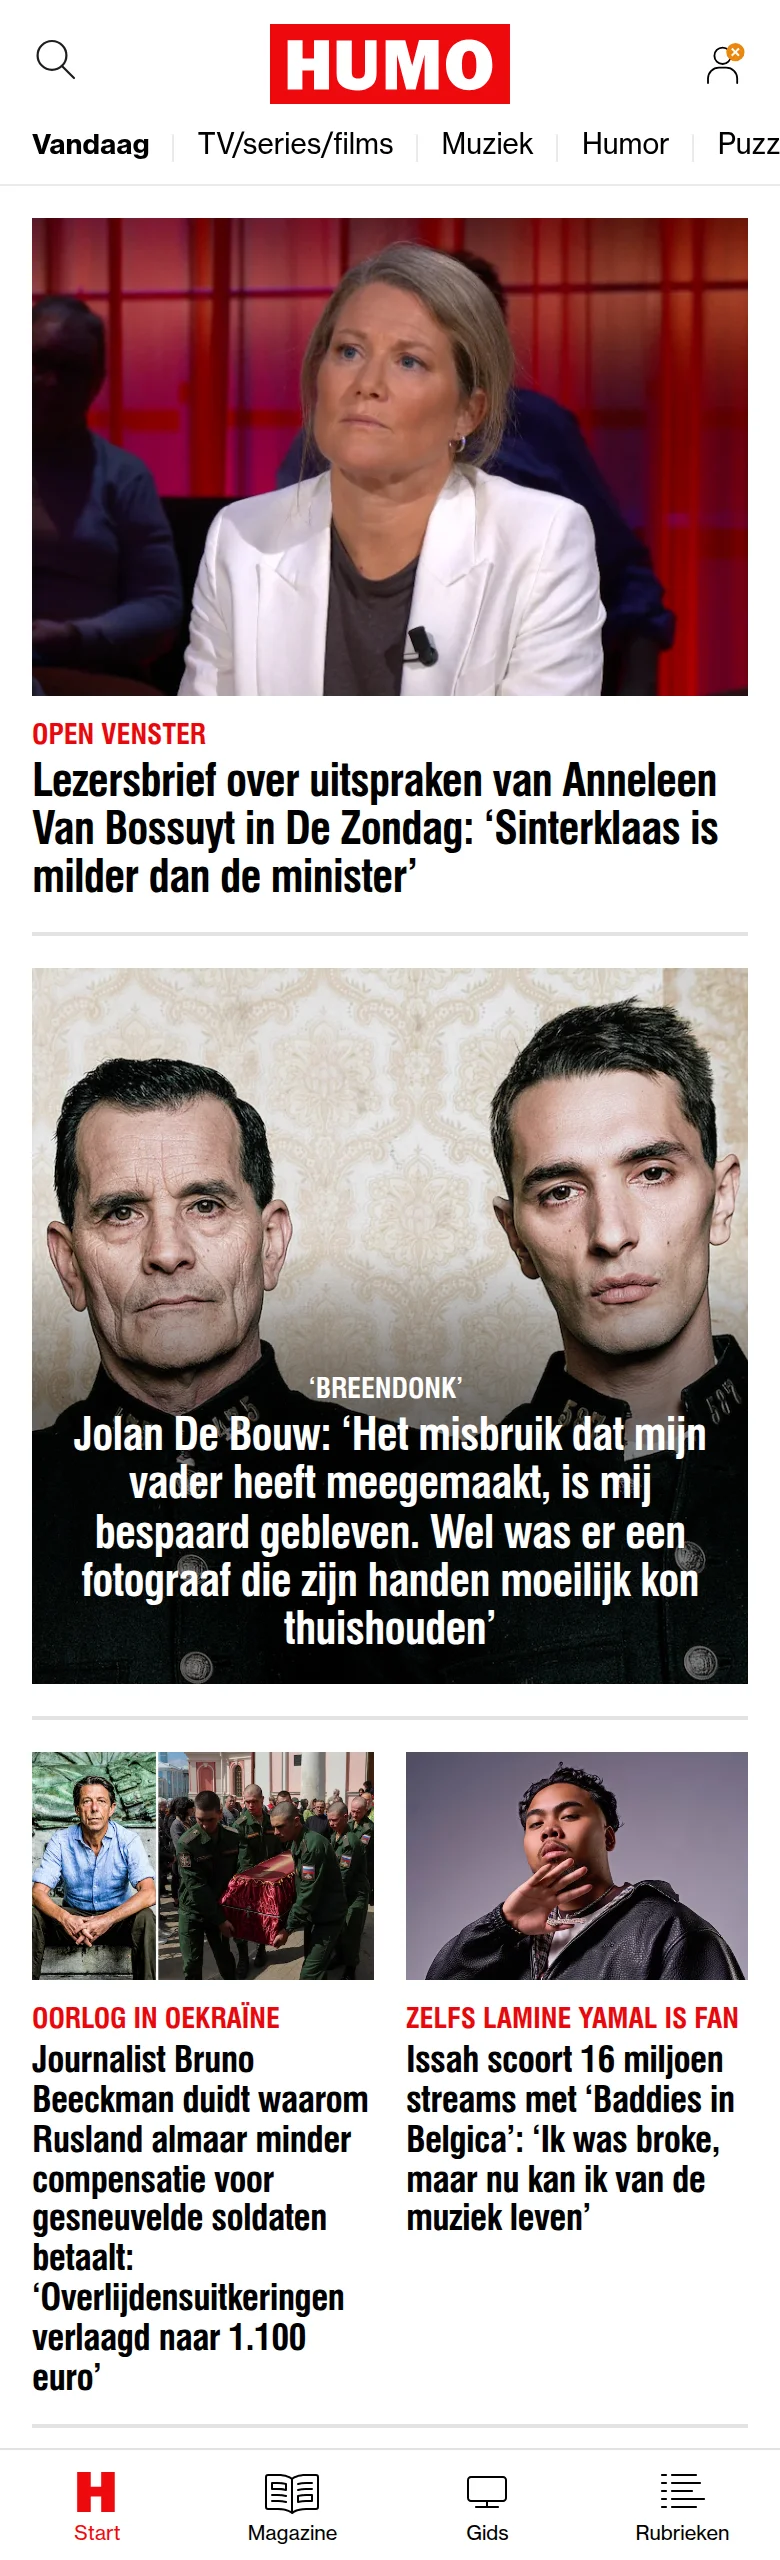 HUMO
Vandaag
TV/series/films
Muziek
Humor
Puzz
OPEN VENSTER
Lezersbrief over uitspraken van Anneleen
Van Bossuyt in De Zondag: ‘Sinterklaas is
milder dan de minister’
‘BREENDONK’
Jolan De Bouw: ‘Het misbruik dat mijn
vader heeft meegemaakt, is mij
bespaard gebleven. Wel was er een
fotograaf die zijn handen moeilijk kon
thuishouden’
OORLOG IN OEKRAÏNE
Journalist Bruno
Beeckman duidt waarom
Rusland almaar minder
compensatie voor
gesneuvelde soldaten
betaalt:
‘Overlijdensuitkeringen
verlaagd naar 1.100
euro’
ZELFS LAMINE YAMAL IS FAN
Issah scoort 16 miljoen
streams met ‘Baddies in
Belgica’: ‘Ik was broke,
maar nu kan ik van de
muziek leven’
H
Start
Magazine
Gids
Rubrieken